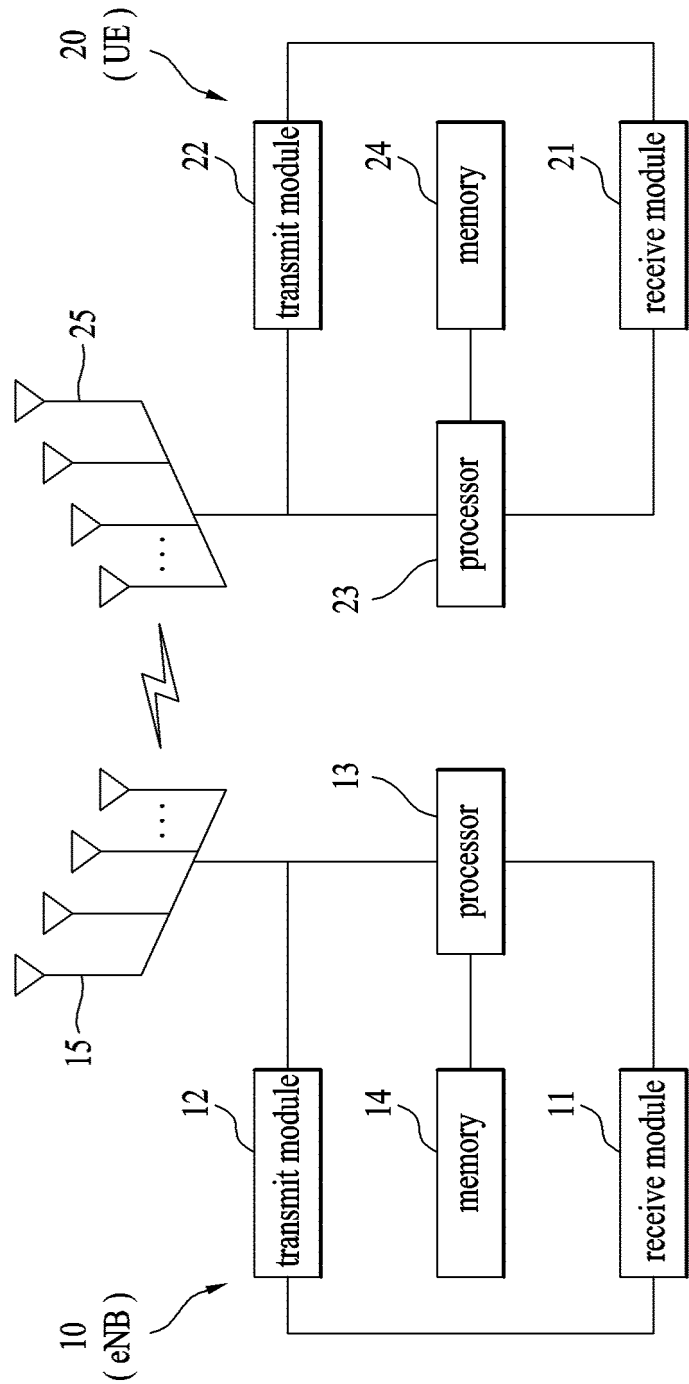 10
( eNB )
15
25
20
( UE )
12
22
transmit module
transmit module
14
13
23
24
memory
processor
processor
memory
11
21
receive module
receive module
...
...